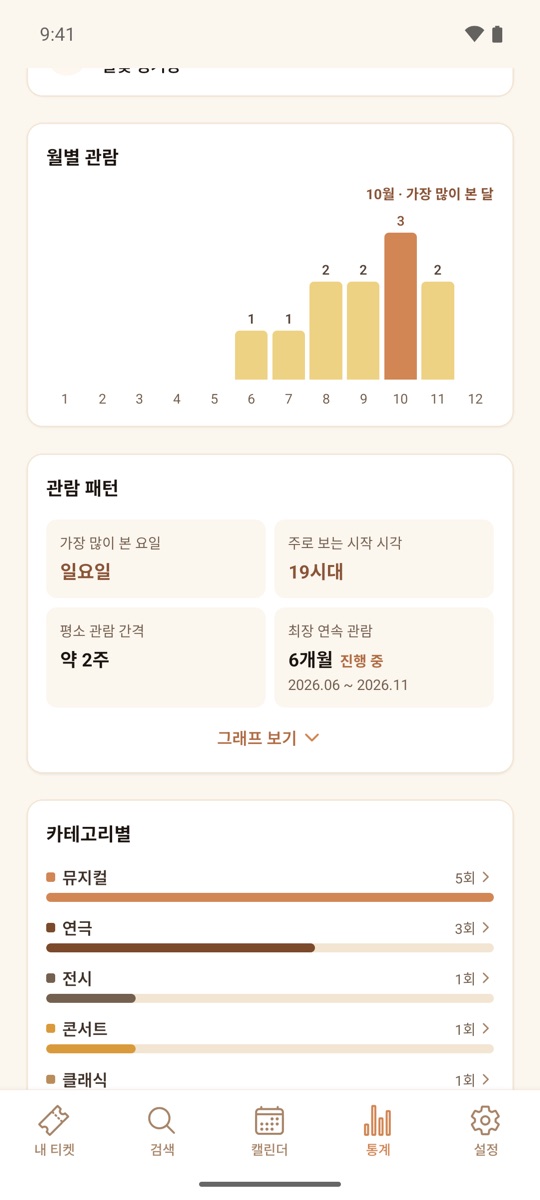 9:41
월별 관람
10월 · 가장 많이 본 달
3
2
2
2
1
1
1 2 3 4 5 6 7 8 9 10 11 12
관람 패턴
가장 많이 본 요일
일요일
주로 보는 시작 시각
19시대
평소 관람 간격
약 2주
최장 연속 관람
6개월 진행 중
2026.06 ~ 2026.11
그래프 보기
카테고리별
뮤지컬 5회
연극 3회
전시 1회
콘서트 1회
클래식 1회
내 티켓 검색 캘린더 통계 설정